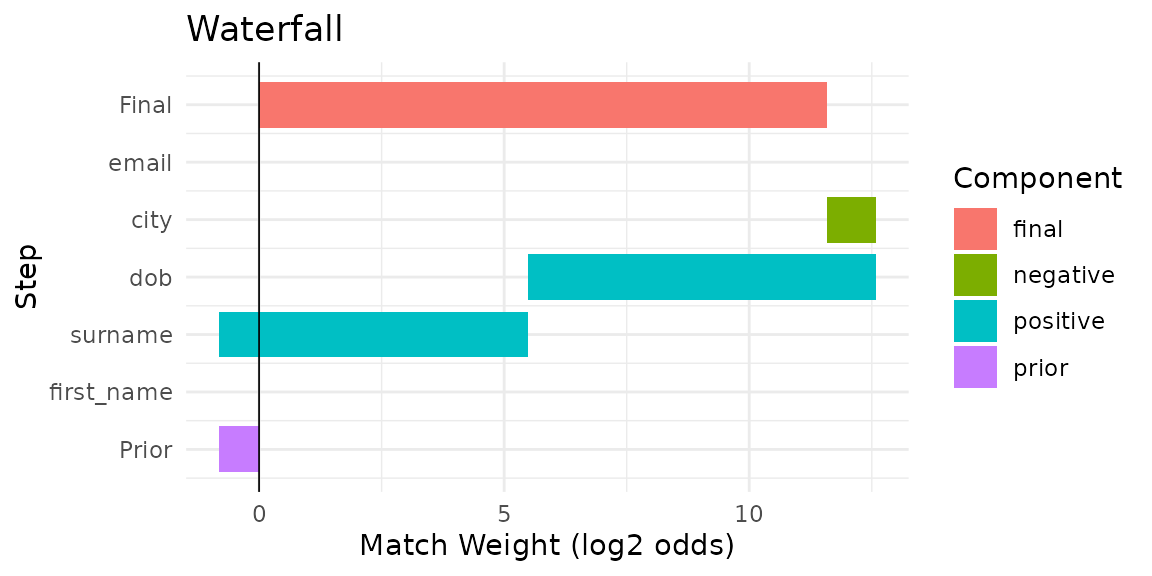 Waterfall
Step
Final
email
city
dob
surname
first_name
Prior
0 5 10
Match Weight (log2 odds)
Component
final
negative
positive
prior